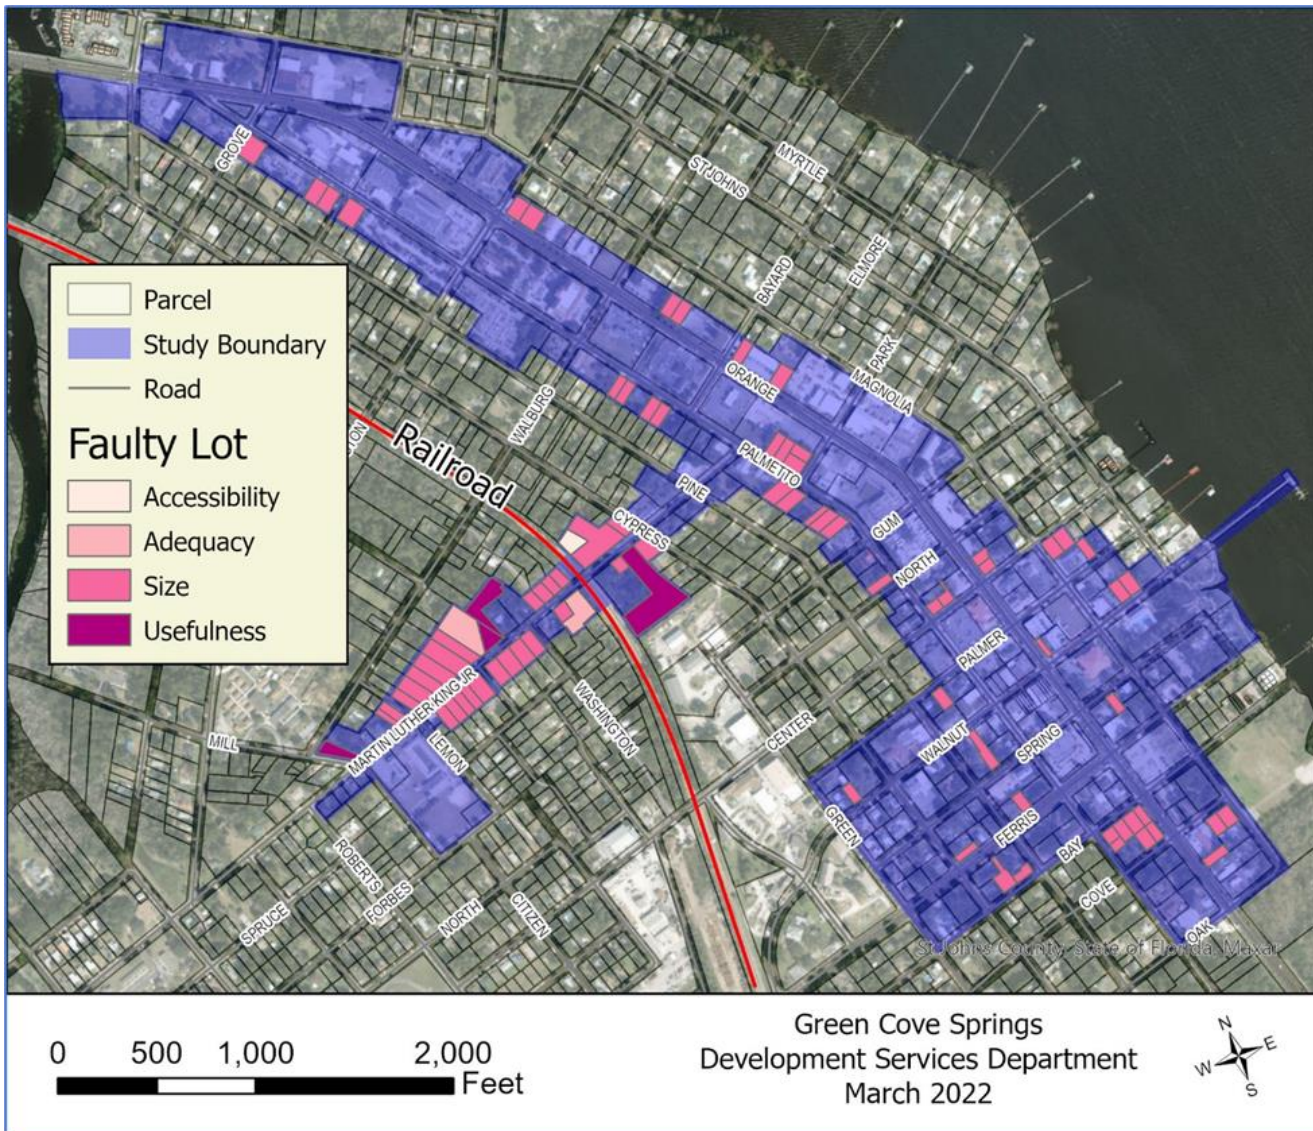 GROVE
MYRTLE
ST JOHNS
ELMORE
BAYARD
PARK
MAGNOLIA
ORANGE
WALBURG
Railroad
PALMETTO
PINE
CYPRESS
GUM
NORTH
PALMER
WALNUT
SPRING
WASHINGTON
CENTER
MARTIN LUTHER KING JR
LEMON
MILL
GREEN
FERRIS
BAY
COVE
OAK
ROBERTS
FORBES
SPRUCE
NORTH
CITIZEN
Parcel
Study Boundary
Road
Faulty Lot
Accessibility
Adequacy
Size
Usefulness
St. John's County, State of Florida, Maxar
0 500 1,000 2,000
Feet
Green Cove Springs
Development Services Department
March 2022
N
E
W
S